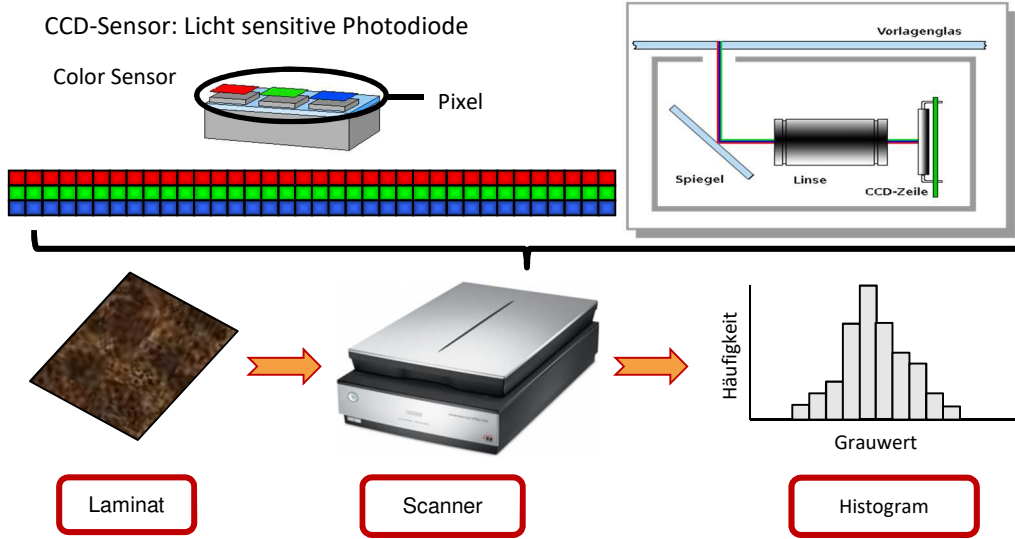 CCD-Sensor: Licht sensitive Photodiode
Color Sensor
Pixel
Vorlagenglas
Spiegel
Linse
CCD-Zeile
Häufigkeit
Grauwert
Laminat
Scanner
Histogram